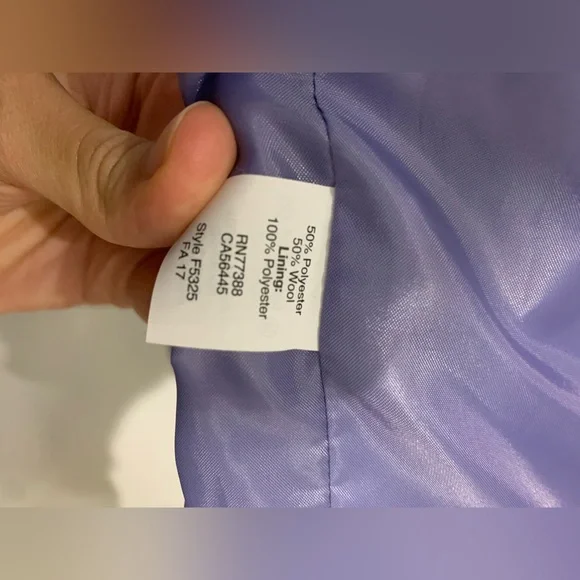 50% Polyester
50% Wool
Lining:
100% Polyester
RN77388
CA56445
Style F5325
FA 17